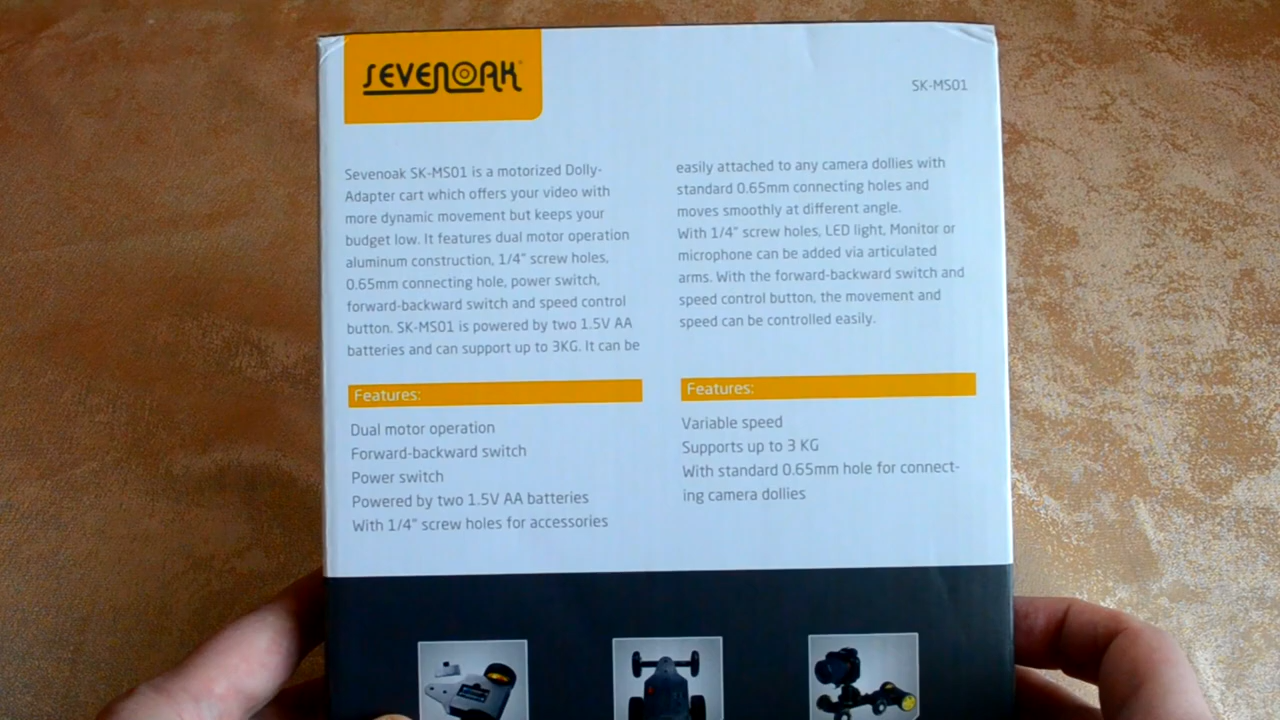 SEVENOAK
SK-MS01
Sevenoak SK-MS01 is a motorized Dolly-
Adapter cart which offers your video with
more dynamic movement but keeps your
budget low. It features dual motor operation
aluminum construction, 1/4" screw holes,
0.65mm connecting hole, power switch,
forward-backward switch and speed control
button. SK-MS01 is powered by two 1.5V AA
batteries and can support up to 3KG. It can be
easily attached to any camera dollies with
standard 0.65mm connecting holes and
moves smoothly at different angle.
With 1/4" screw holes, LED light, Monitor or
microphone can be added via articulated
arms. With the forward-backward switch and
speed control button, the movement and
speed can be controlled easily.
Features:
Dual motor operation
Forward-backward switch
Power switch
Powered by two 1.5V AA batteries
With 1/4" screw holes for accessories
Features:
Variable speed
Supports up to 3 KG
With standard 0.65mm hole for connect-
ing camera dollies